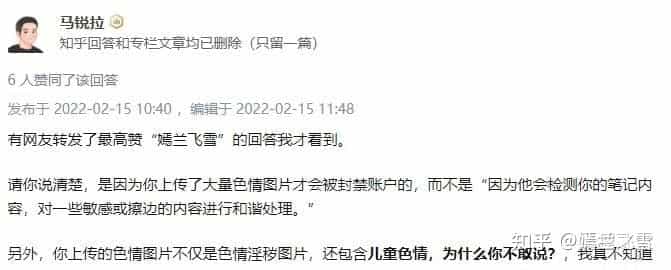 马锐拉
知乎回答和专栏文章均已删除（只留一篇）
6 人赞同了该回答
发布于 2022-02-15 10:40 ，编辑于 2022-02-15 11:48
有网友转发了最高赞“嫣兰飞雪”的回答我才看到。
请你说清楚，是因为你上传了大量色情图片才会被封禁账户的，而不是“因为他会检测你的笔记内
容，对一些敏感或擦边的内容进行和谐处理。”
另外，你上传的色情图片不仅是色情淫秽图片，还包含儿童色情，为什么你不敢说？，我真不知道
知乎